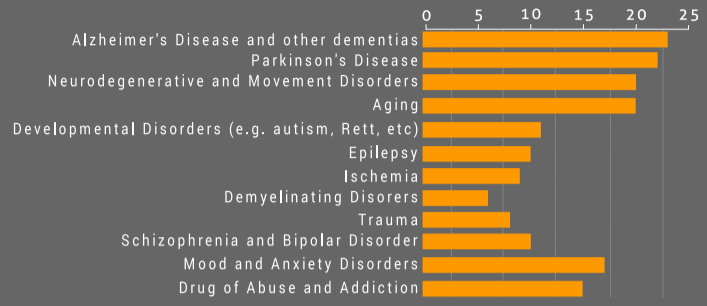 0 5 10 15 20 25
Alzheimer's Disease and other dementias
Parkinson's Disease
Neurodegenerative and Movement Disorders
Aging
Developmental Disorders (e.g. autism, Rett, etc)
Epilepsy
Ischemia
Demyelinating Disorers
Trauma
Schizophrenia and Bipolar Disorder
Mood and Anxiety Disorders
Drug of Abuse and Addiction